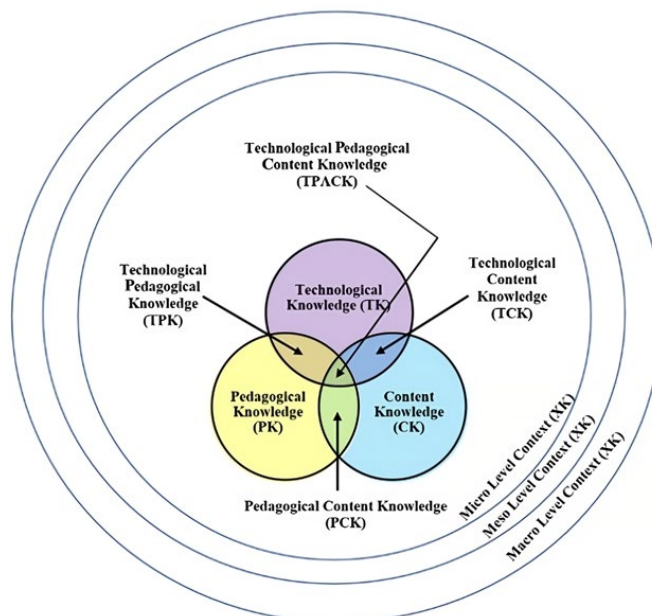 Technological Pedagogical
Content Knowledge
(TPACK)
Technological
Pedagogical
Knowledge
(TPK)
Technological
Content
Knowledge
(TCK)
Technological
Knowledge (TK)
Pedagogical
Knowledge
(PK)
Content
Knowledge
(CK)
Pedagogical Content Knowledge
(PCK)
Micro Level Context (XK)
Meso Level Context (XK)
Macro Level Context (XK)